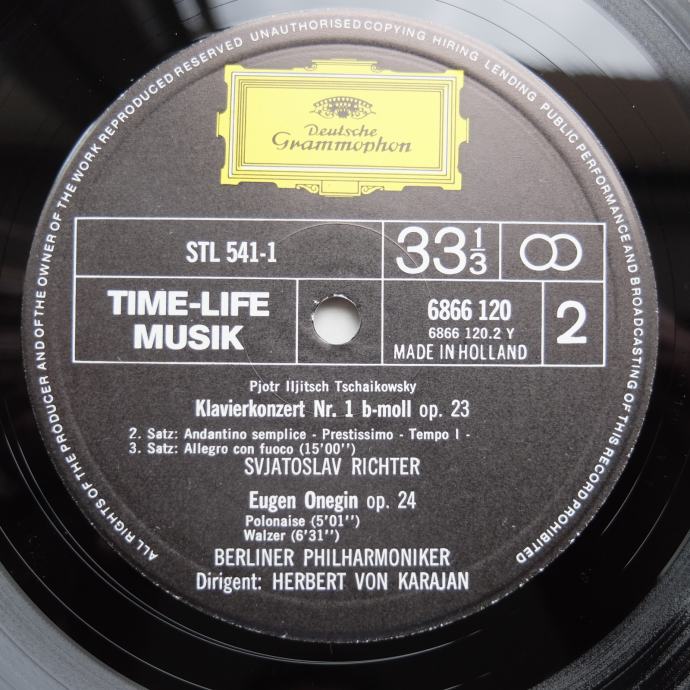 ALL RIGHTS OF THE PRODUCER AND OF THE OWNER OF THE WORK REPRODUCED RESERVED UNAUTHORISED COPYING HIRING LENDING PUBLIC PERFORMANCE AND BROADCASTING OF THIS RECORD PROHIBITED
Deutsche
Grammophon
STL 541-1
33 1/3
TIME-LIFE
MUSIK
6866 120
6866 120.2 Y
MADE IN HOLLAND
2
Pjotr Iljitsch Tschaikowsky
Klavierkonzert Nr. 1 b-moll op. 23
2. Satz: Andantino semplice - Prestissimo - Tempo I -
3. Satz: Allegro con fuoco (15'00'')
SVJATOSLAV RICHTER
Eugen Onegin op. 24
Polonaise (5'01'')
Walzer (6'31'')
BERLINER PHILHARMONIKER
Dirigent: HERBERT VON KARAJAN